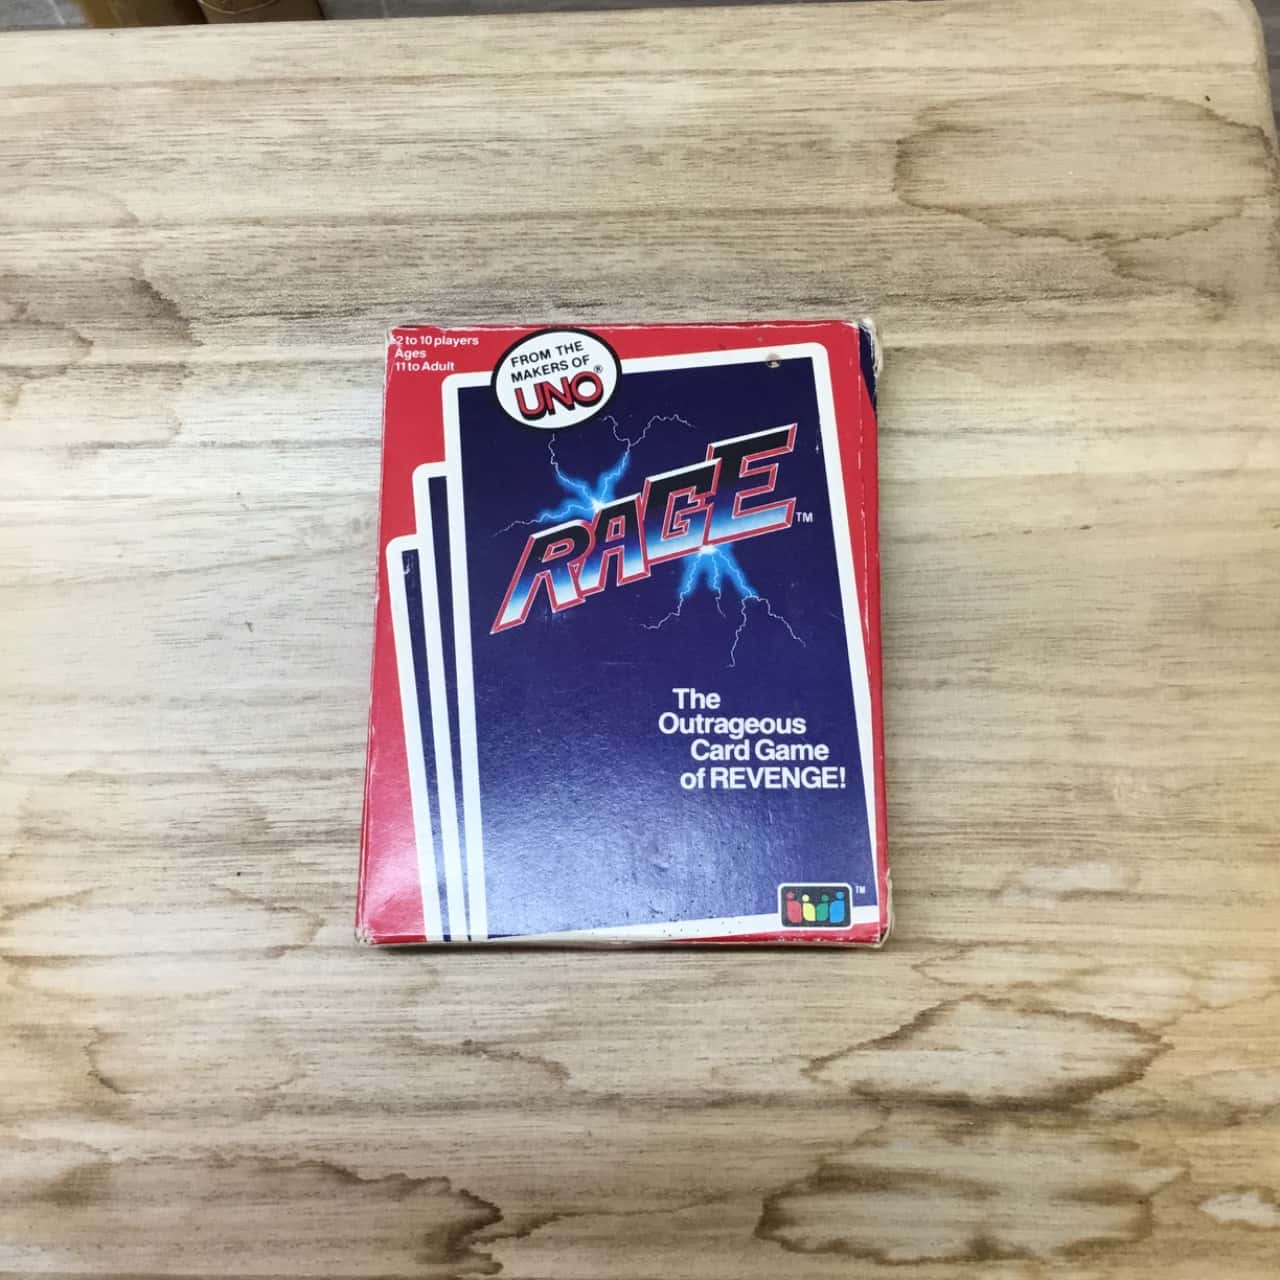 2 to 10 players
Ages
11 to Adult
FROM THE
MAKERS OF
UNO®
RAGE™
The
Outrageous
Card Game
of REVENGE!
™